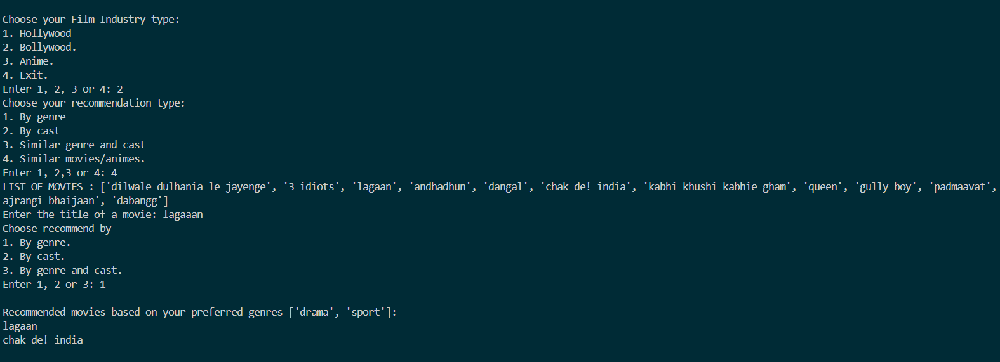 Choose your Film Industry type:
1. Hollywood
2. Bollywood.
3. Anime.
4. Exit.
Enter 1, 2, 3 or 4: 2
Choose your recommendation type:
1. By genre
2. By cast
3. Similar genre and cast
4. Similar movies/animes.
Enter 1, 2,3 or 4: 4
LIST OF MOVIES : ['dilwale dulhania le jayenge', '3 idiots', 'lagaan', 'andhadhun', 'dangal', 'chak de! india', 'kabhi khushi kabhie gham', 'queen', 'gully boy', 'padmaavat',
ajrangi bhaijaan', 'dabangg']
Enter the title of a movie: lagaaan
Choose recommend by
1. By genre.
2. By cast.
3. By genre and cast.
Enter 1, 2 or 3: 1
Recommended movies based on your preferred genres ['drama', 'sport']:
lagaan
chak de! india